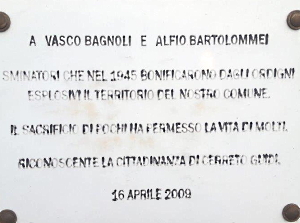 A VASCO BAGNOLI E ALFIO BARTOLOMMEI
SMINATORI CHE NEL 1945 BONIFICARONO DAGLI ORDIGNI
ESPLOSIVI IL TERRITORIO DEL NOSTRO COMUNE.
IL SACRIFICIO DI POCHI HA PERMESSO LA VITA DI MOLTI.
RICONOSCENTE LA CITTADINANZA DI CERRETO GUIDI.
16 APRILE 2009